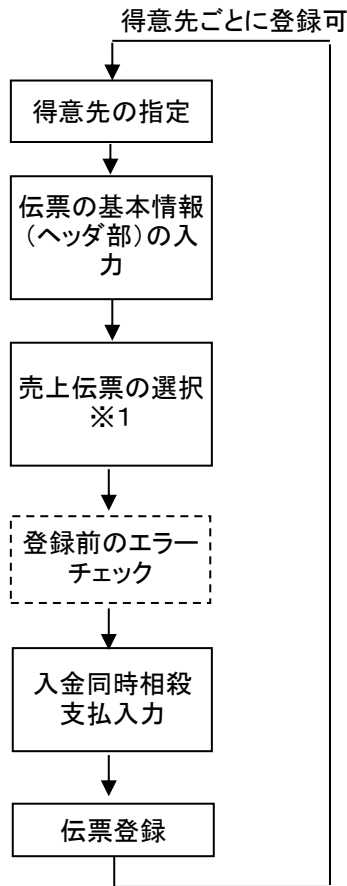 得意先ごとに登録可
得意先の指定
伝票の基本情報
（ヘッダ部）の入
力
売上伝票の選択
※１
登録前のエラー
チェック
入金同時相殺
支払入力
伝票登録